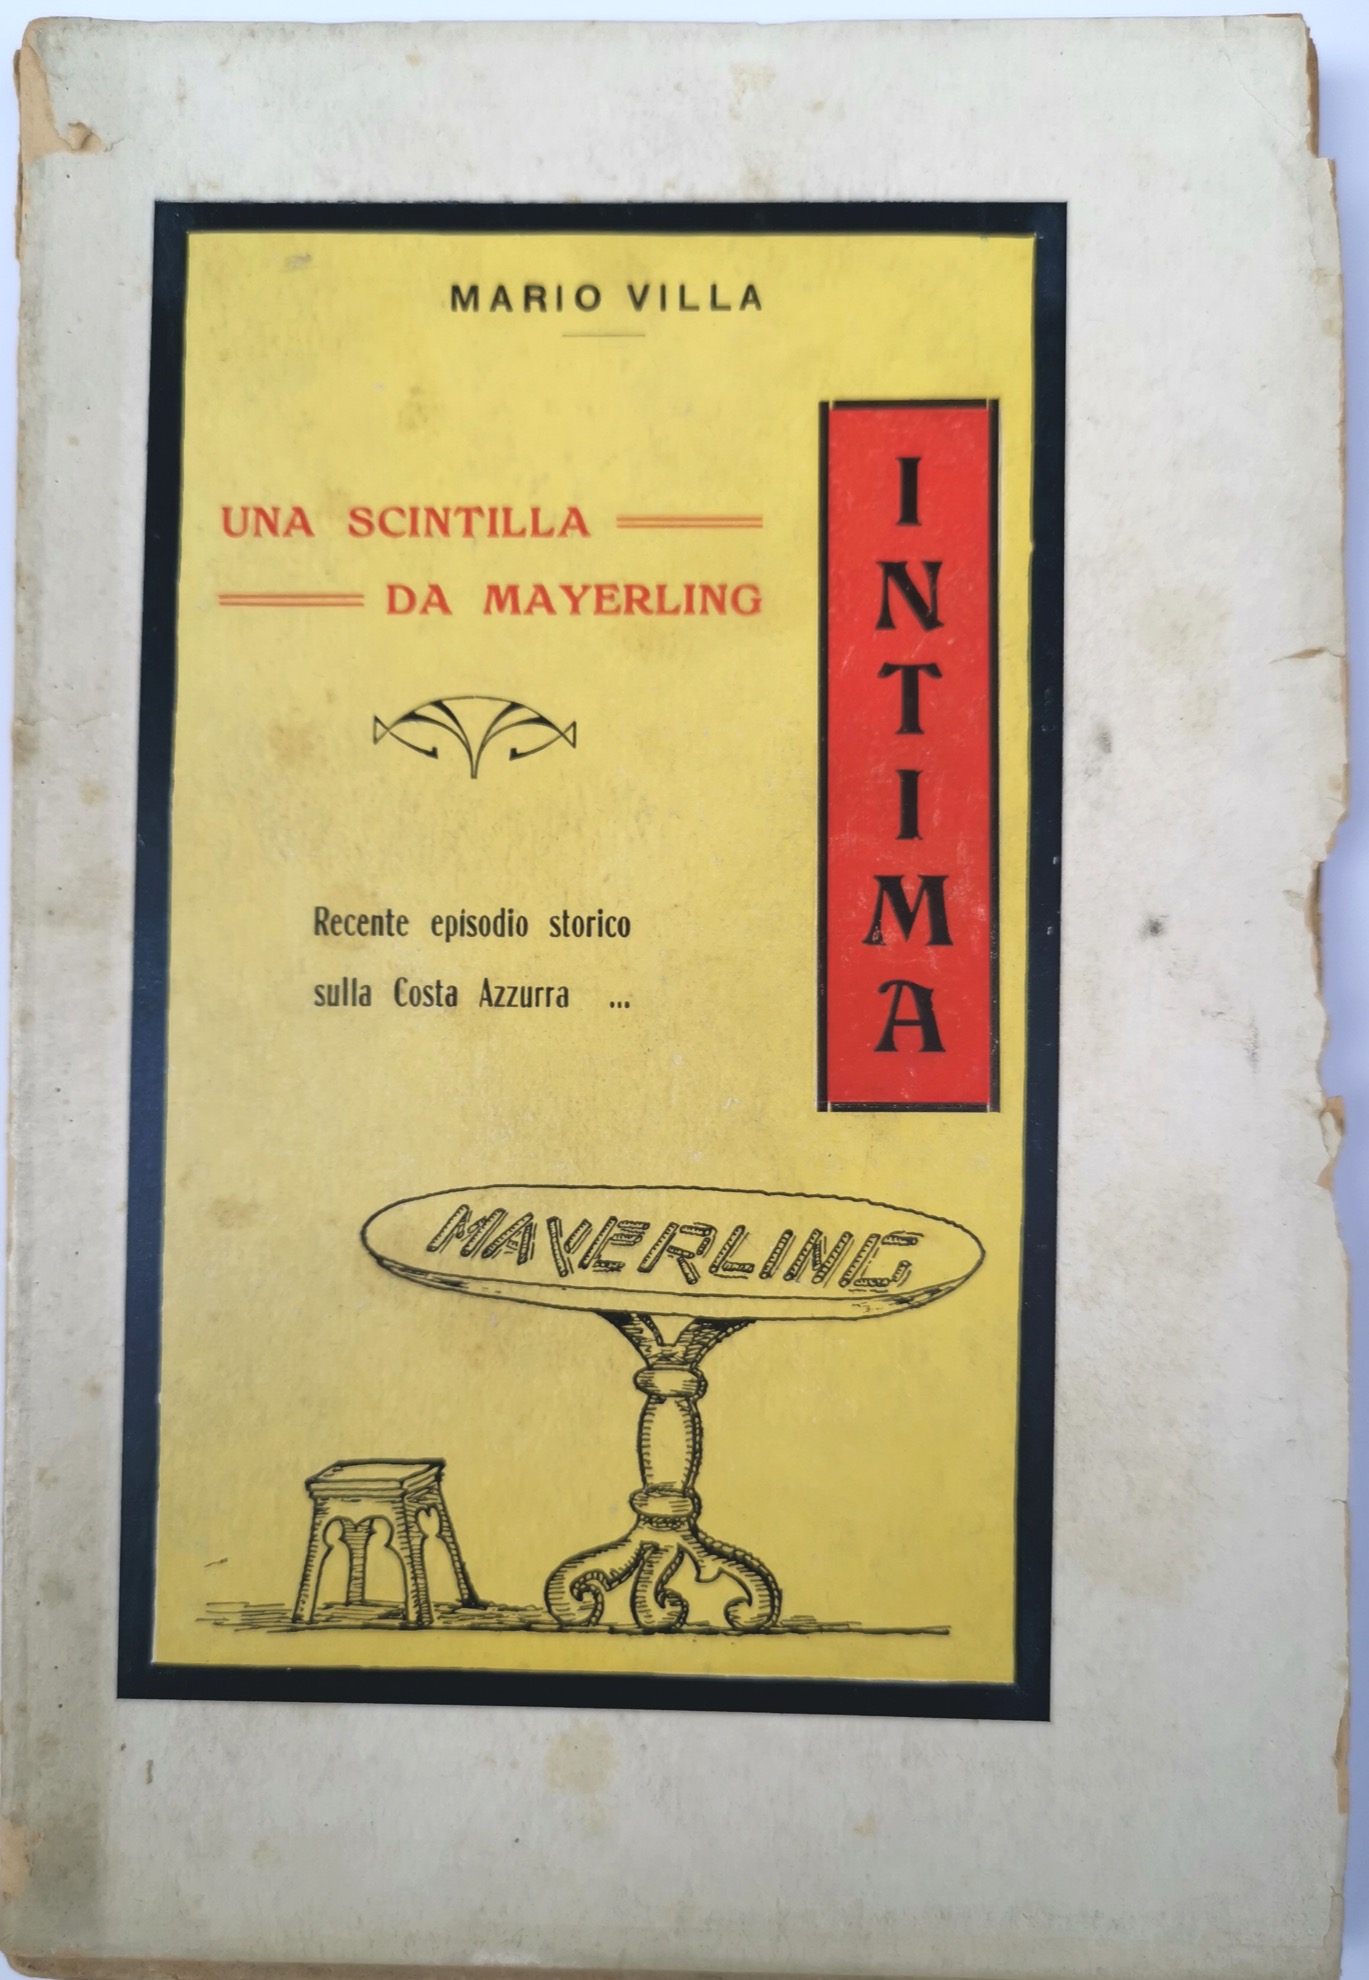 MARIO VILLA
UNA SCINTILLA
DA MAYERLING
INTIMA
Recente episodio storico
sulla Costa Azzurra ...
MAYERLING